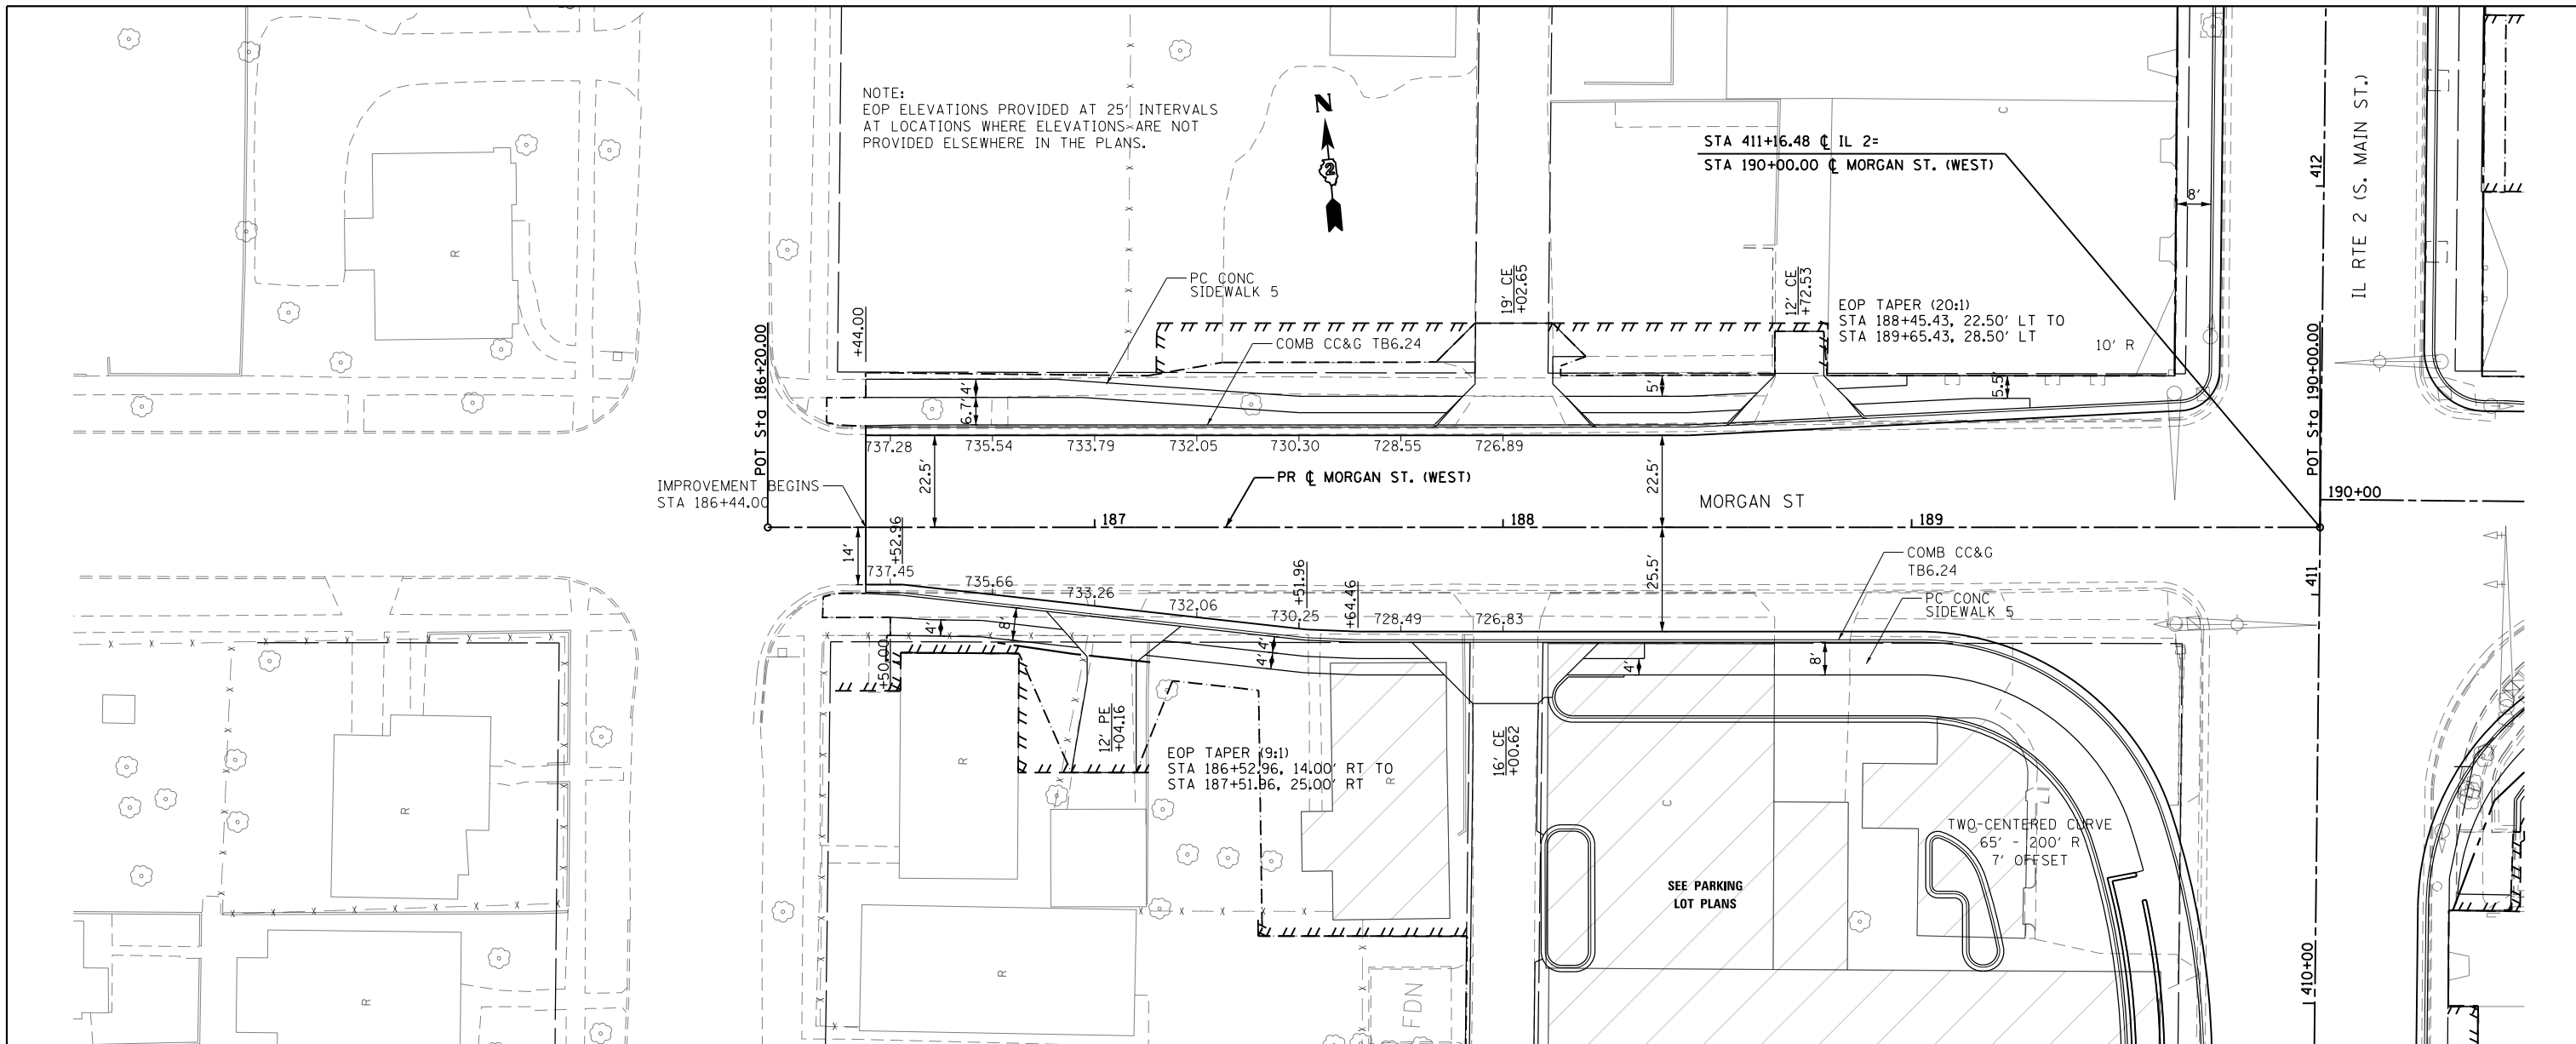 NOTE:
EOP ELEVATIONS PROVIDED AT 25' INTERVALS
AT LOCATIONS WHERE ELEVATIONS ARE NOT
PROVIDED ELSEWHERE IN THE PLANS.
N
2
STA 411+16.48 ℄ IL 2=
STA 190+00.00 ℄ MORGAN ST. (WEST)
IL RTE 2 (S. MAIN ST.)
412
8'
C
R
PC CONC
SIDEWALK 5
19' CE
+02.65
12' CE
+72.53
EOP TAPER (20:1)
STA 188+45.43, 22.50' LT TO
STA 189+65.43, 28.50' LT
10' R
+44.00
COMB CC&G TB6.24
POT Sta 186+20.00
POT Sta 190+00.00
4'
6.7'
5'
5.5'
737.28
735.54
733.79
732.05
730.30
728.55
726.89
22.5'
22.5'
PR ℄ MORGAN ST. (WEST)
MORGAN ST
IMPROVEMENT BEGINS
STA 186+44.00
190+00
187
188
189
14'
+52.96
25.5'
COMB CC&G
TB6.24
411
737.45
735.66
733.26
732.06
730.25
728.49
726.83
+51.96
+64.46
PC CONC
SIDEWALK 5
4'
8'
4'
4'
4'
8'
+50.00
12' PE
+04.16
16' CE
+00.62
EOP TAPER (9:1)
STA 186+52.96, 14.00' RT TO
STA 187+51.96, 25.00' RT
R
R
R
C
TWO-CENTERED CURVE
65' - 200' R
7' OFFSET
SEE PARKING
LOT PLANS
410+00
R
R
FDN